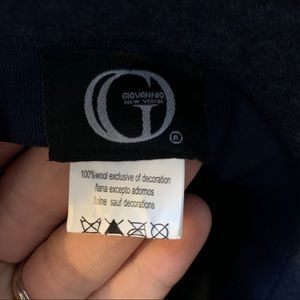 G
GIOVANNIO
NEW YORK
®
100%wool exclusive of decoration
llana excepto adornos
laine sauf decorations